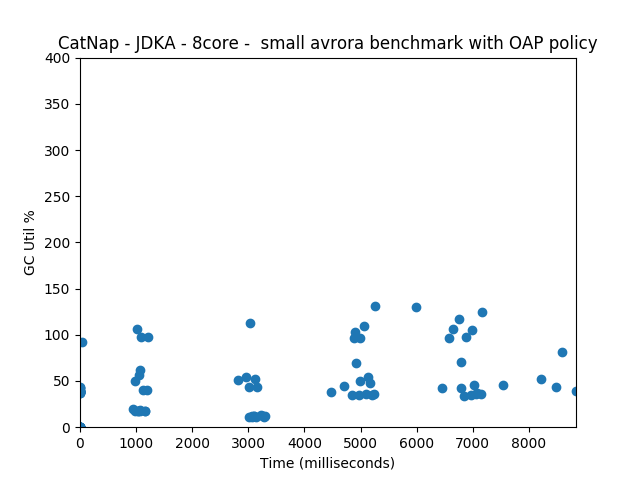 CatNap - JDKA - 8core -  small avrora benchmark with OAP policy
400
350
300
250
200
150
100
50
0
GC Util %
0 1000 2000 3000 4000 5000 6000 7000 8000
Time (milliseconds)